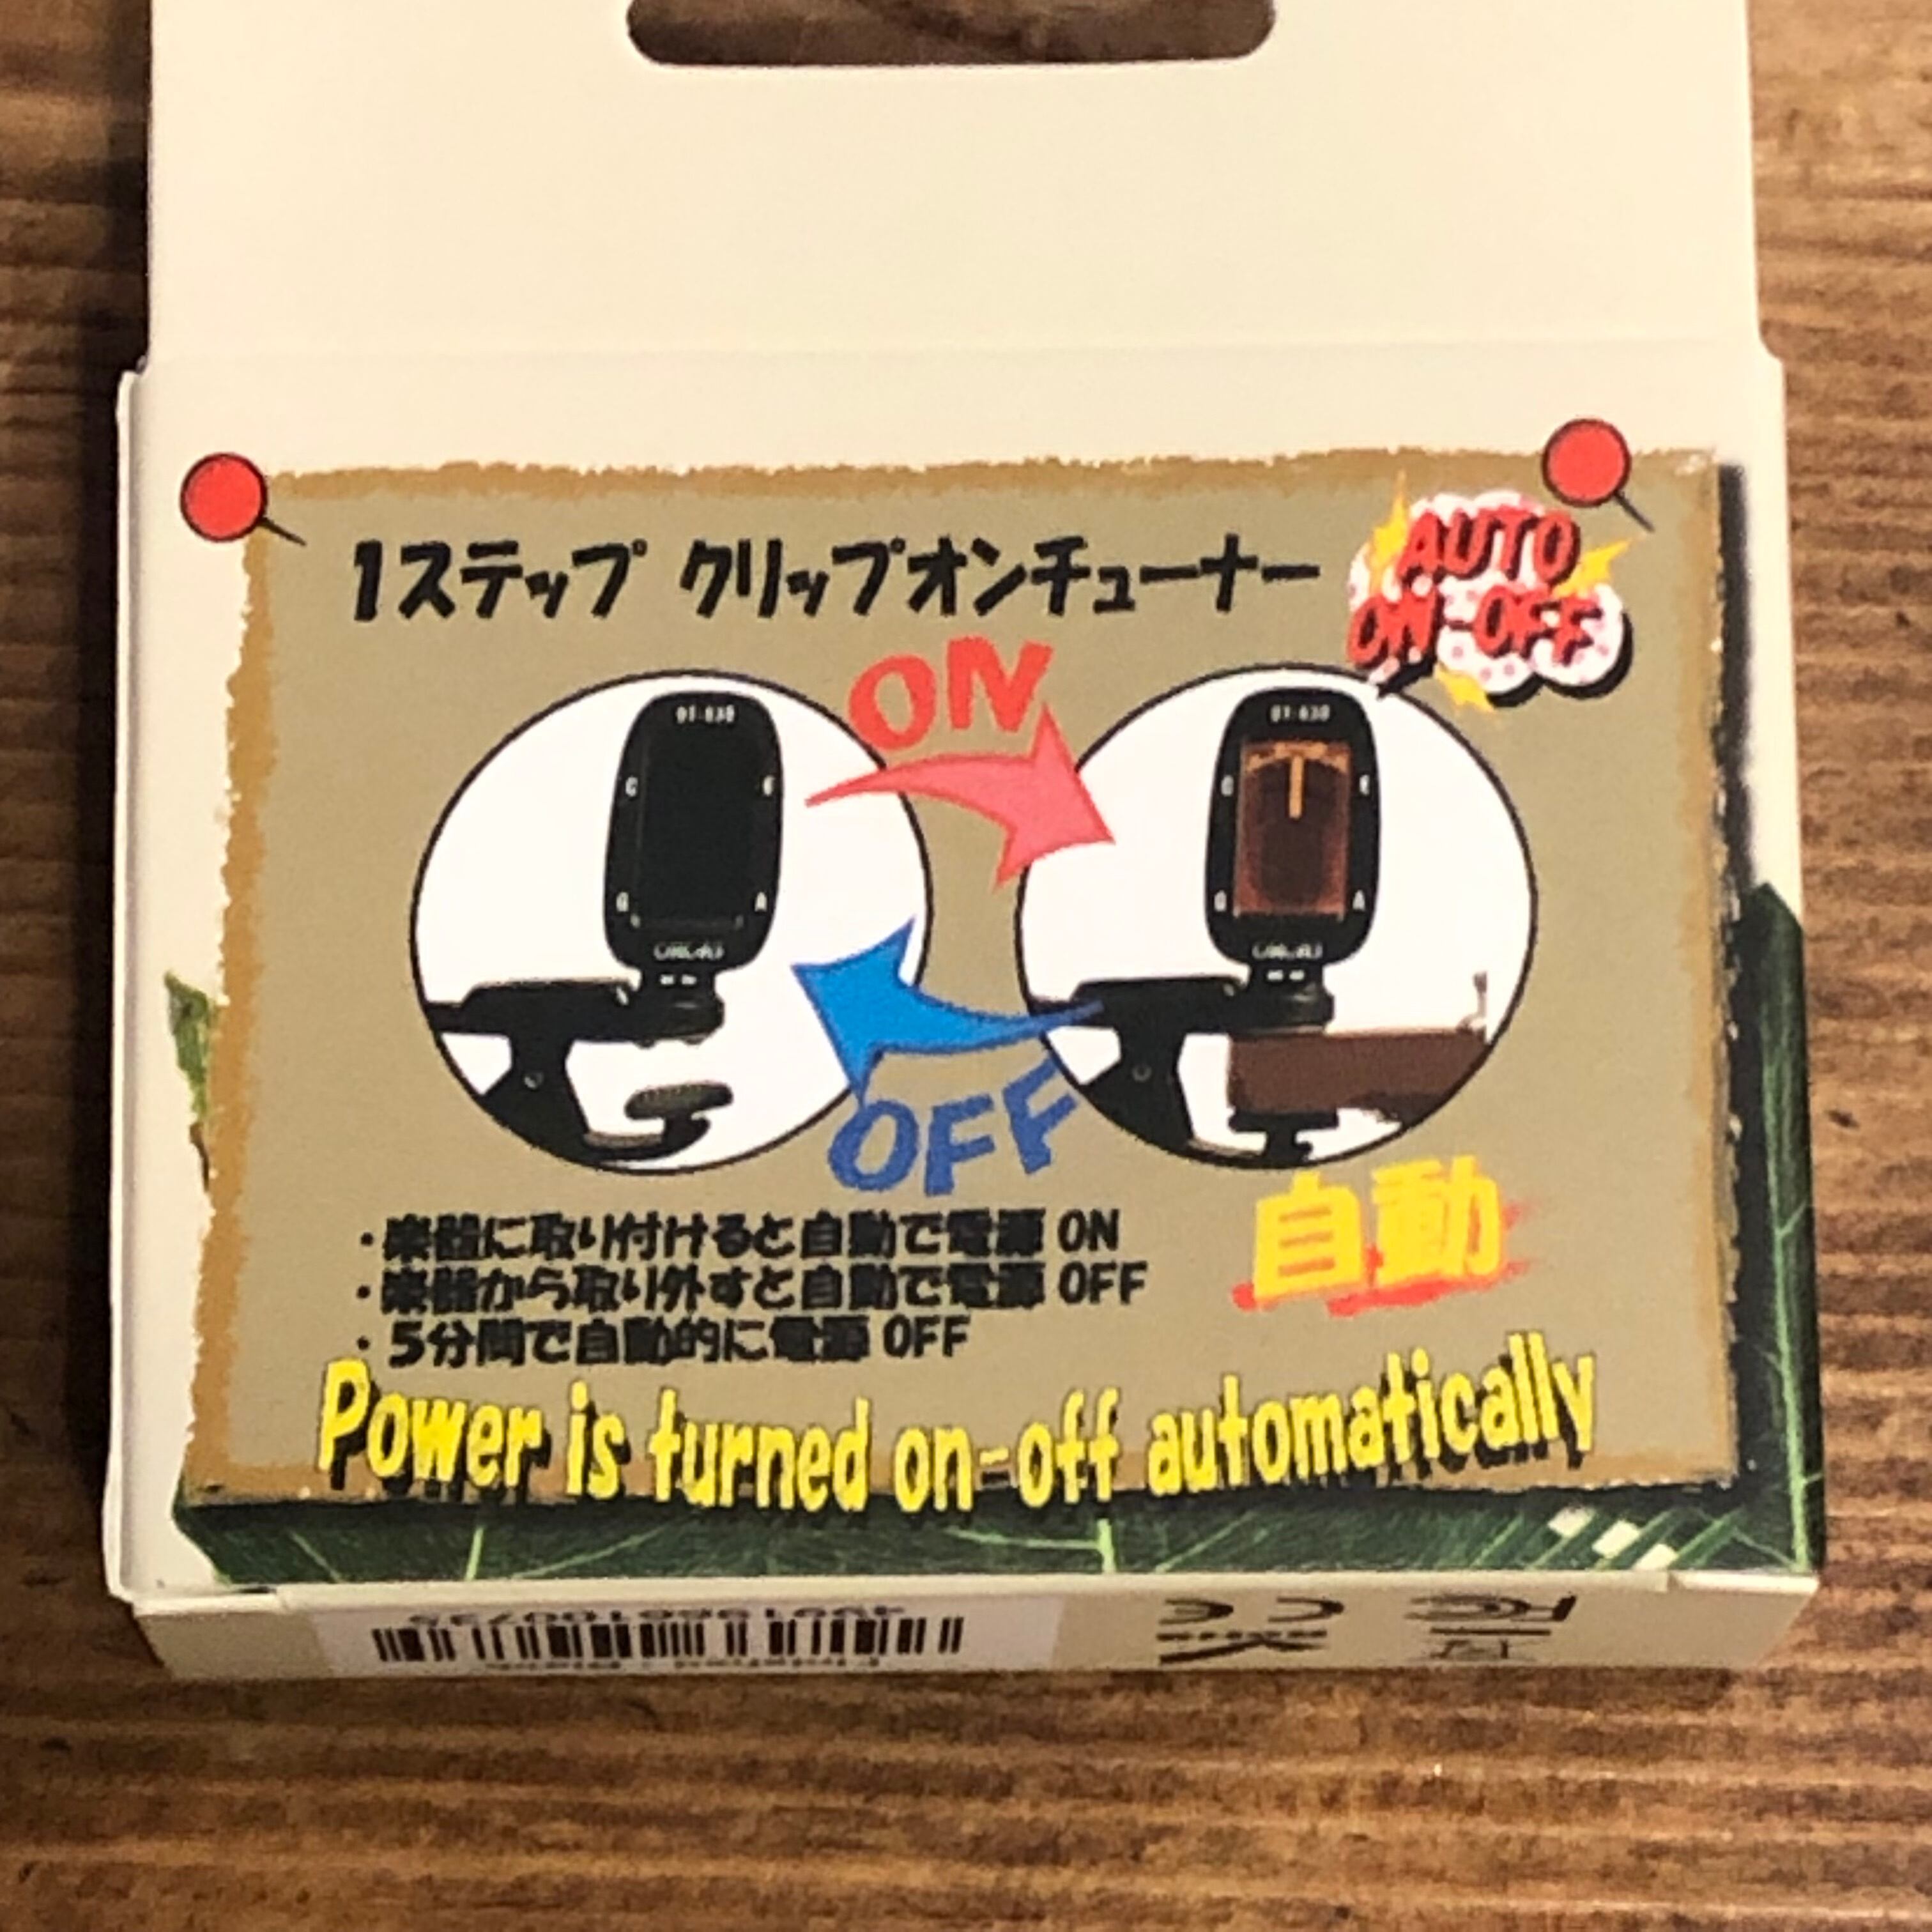 1ステップ クリップオンチューナー
AUTO
ON-OFF
ON
C
E
G
A
G
E
G
A
OFF
自動
・楽器に取り付けると自動で電源 ON
・楽器から取り外すと自動で電源 OFF
・5分間で自動的に電源 OFF
Power is turned on-off automatically
CE
FC